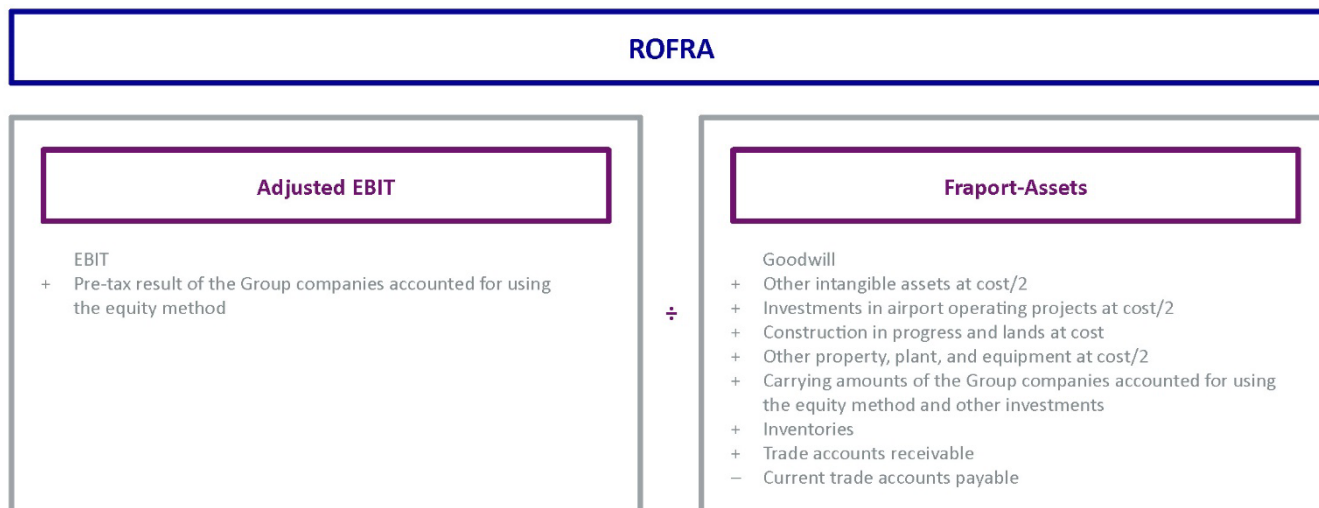 ROFRA
Adjusted EBIT
EBIT
+ Pre-tax result of the Group companies accounted for using
the equity method
÷
Fraport-Assets
Goodwill
+ Other intangible assets at cost/2
+ Investments in airport operating projects at cost/2
+ Construction in progress and lands at cost
+ Other property, plant, and equipment at cost/2
+ Carrying amounts of the Group companies accounted for using
the equity method and other investments
+ Inventories
+ Trade accounts receivable
– Current trade accounts payable